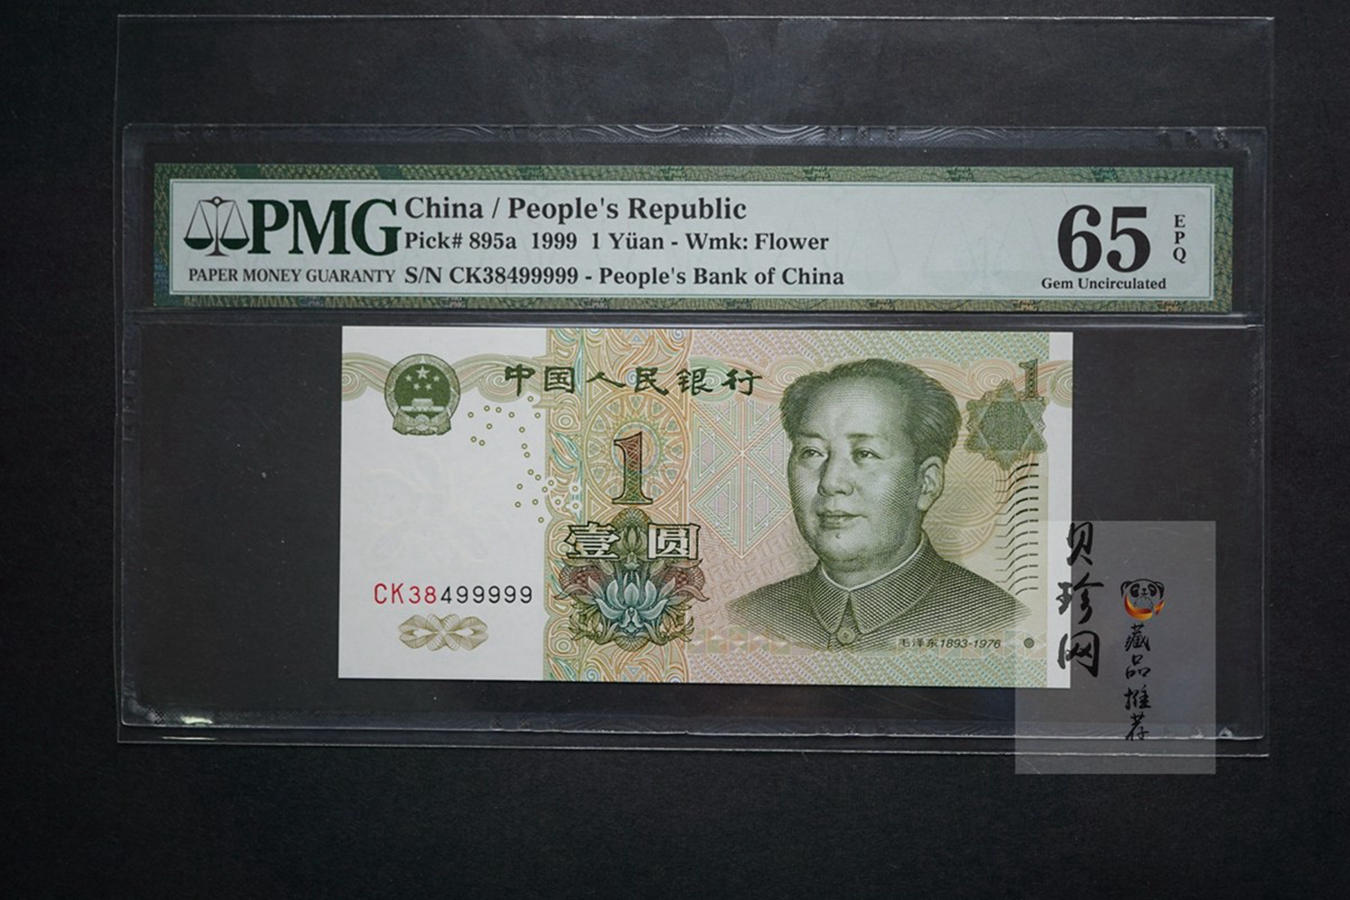 PMG
PAPER MONEY GUARANTY
China / People's Republic
Pick# 895a 1999 1 Yüan - Wmk: Flower
S/N CK38499999 - People's Bank of China
65
EPQ
Gem Uncirculated
中国人民银行
1
1
壹圆
CK38499999
毛泽东1893-1976
贝珍网
藏品推荐